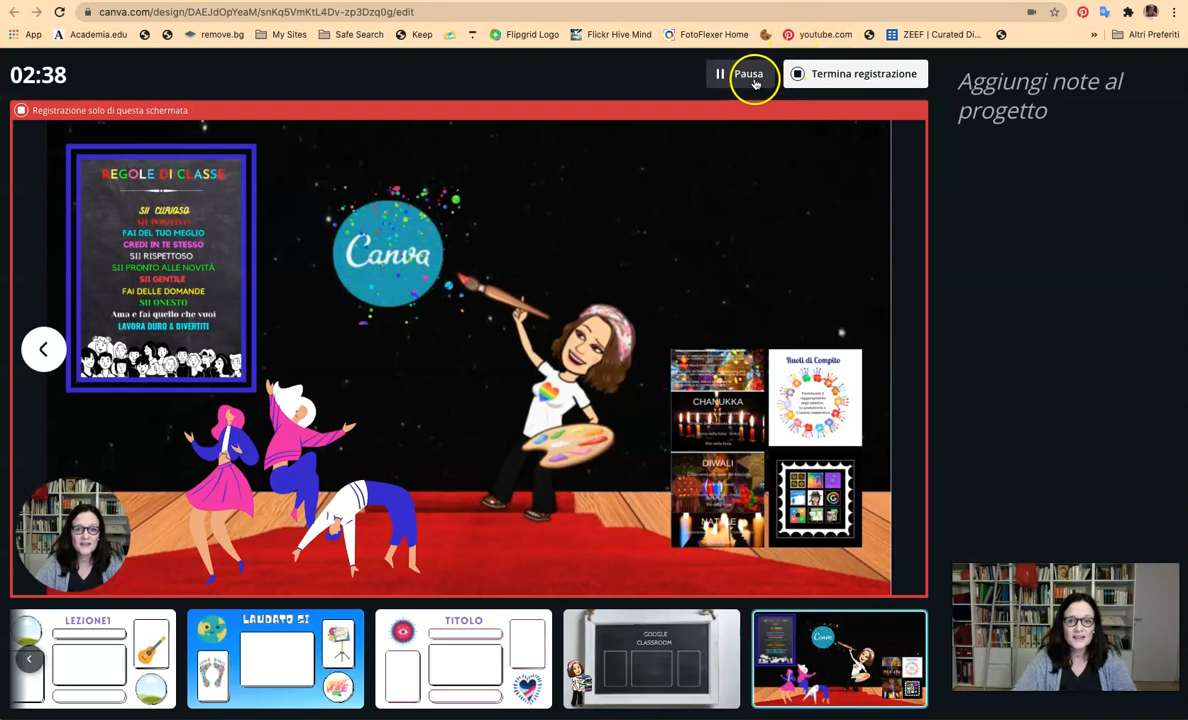 canva.com/design/DAEJdOpYeaM/snKq5VmKtL4Dv-zp3Dzq0g/edit
App Academia.edu remove.bg My Sites Safe Search Keep Flipgrid Logo Flickr Hive Mind FotoFlexer Home youtube.com ZEEF | Curated Di... » Altri Preferiti
02:38
Pausa
Termina registrazione
Aggiungi note al
progetto
Registrazione solo di questa schermata
REGOLE DI CLASSE
SII CURIOSO
SII POSITIVO
FAI DEL TUO MEGLIO
CREDI IN TE STESSO
SII RISPETTOSO
SII PRONTO ALLE NOVITÀ
SII GENTILE
FAI DELLE DOMANDE
SII ONESTO
Ama e fai quello che vuoi
LAVORA DURO & DIVERTITI
Canva
CHANUKKA
DIWALI
NATALE
Ruoli di Compito
LEZIONE1
LAUDATO SI
TITOLO
GOOGLE
CLASSROOM
Canva